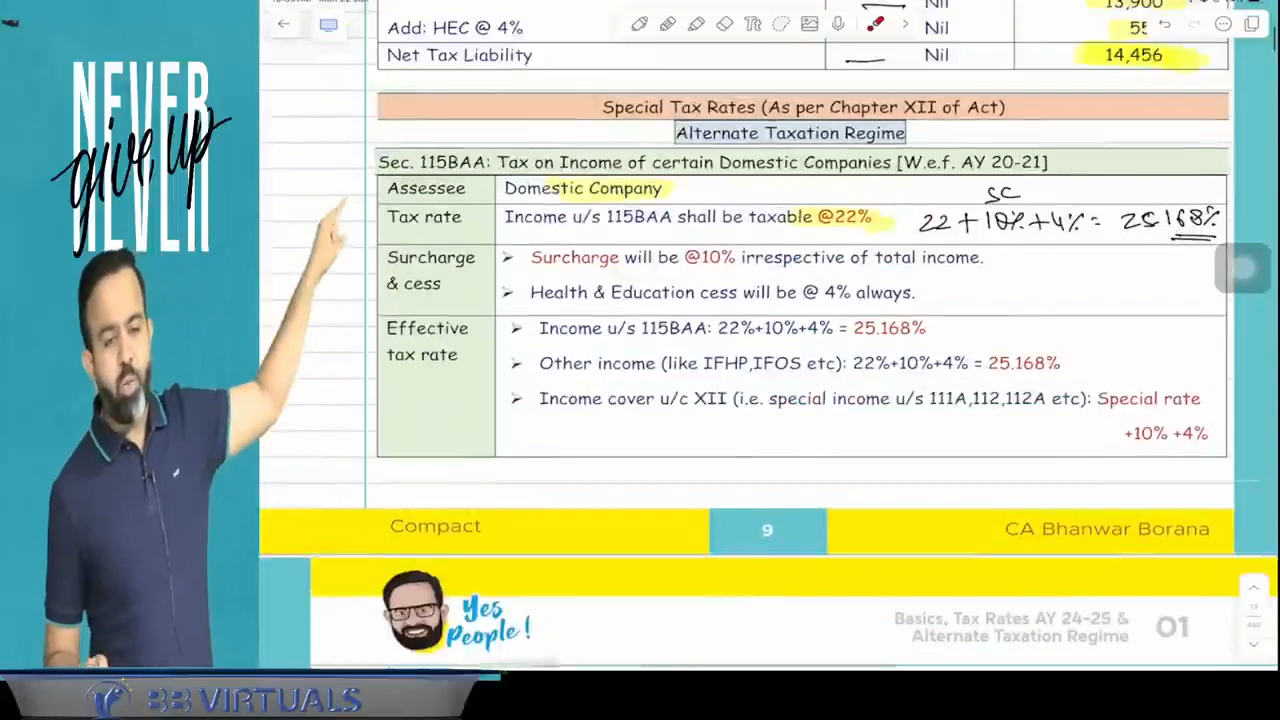 NEVER
give up
NEVER
Nil
13,900
Add: HEC @ 4%
Nil
Net Tax Liability
Nil
14,456
Special Tax Rates (As per Chapter XII of Act)
Alternate Taxation Regime
Sec. 115BAA: Tax on Income of certain Domestic Companies [W.e.f. AY 20-21]
Assessee
Domestic Company
SC
Tax rate
Income u/s 115BAA shall be taxable @22%
22 + 10% + 4% = 25.168%
Surcharge & cess
➢ Surcharge will be @10% irrespective of total income.
➢ Health & Education cess will be @ 4% always.
Effective tax rate
➢ Income u/s 115BAA: 22%+10%+4% = 25.168%
➢ Other income (like IFHP,IFOS etc): 22%+10%+4% = 25.168%
➢ Income cover u/c XII (i.e. special income u/s 111A,112,112A etc): Special rate
+10% +4%
Compact
9
CA Bhanwar Borana
Yes
People!
Basics, Tax Rates AY 24-25 &
Alternate Taxation Regime
01
BB VIRTUALS